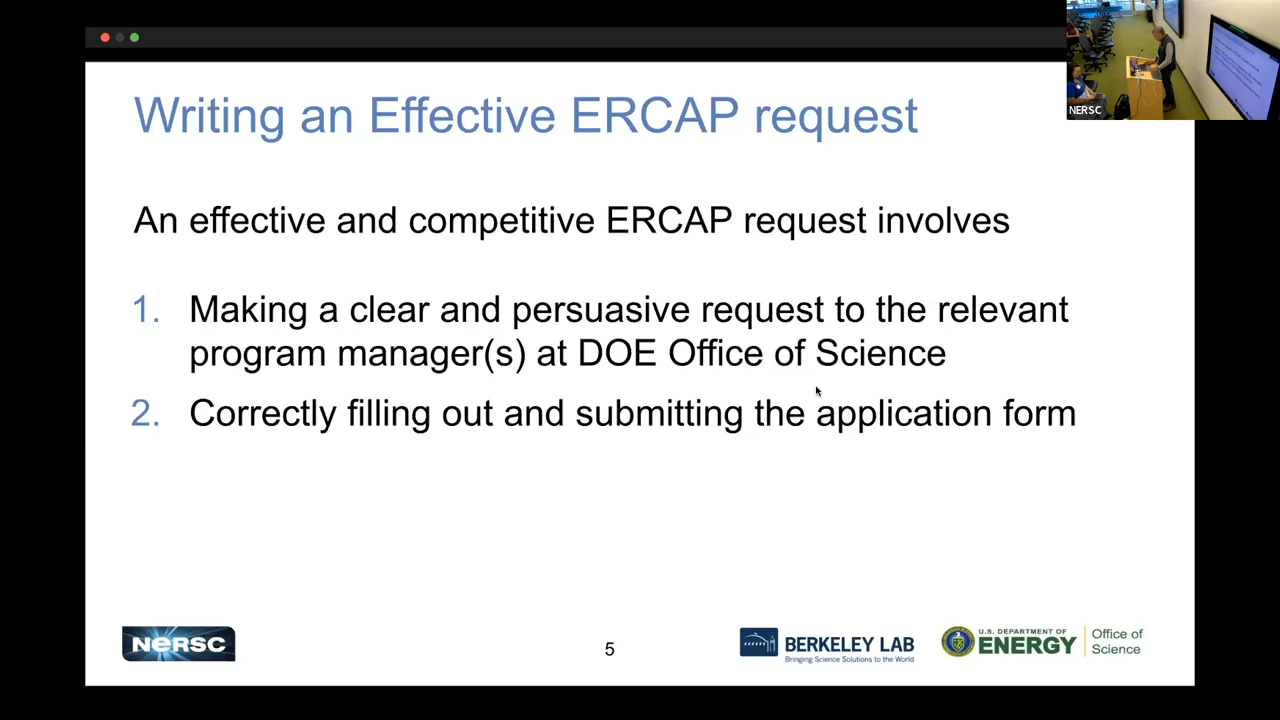 Writing an Effective ERCAP request
NERSC
An effective and competitive ERCAP request involves
1. Making a clear and persuasive request to the relevant
program manager(s) at DOE Office of Science
2. Correctly filling out and submitting the application form
NERSC
5
BERKELEY LAB
Bringing Science Solutions to the World
U.S. DEPARTMENT OF
ENERGY
Office of
Science